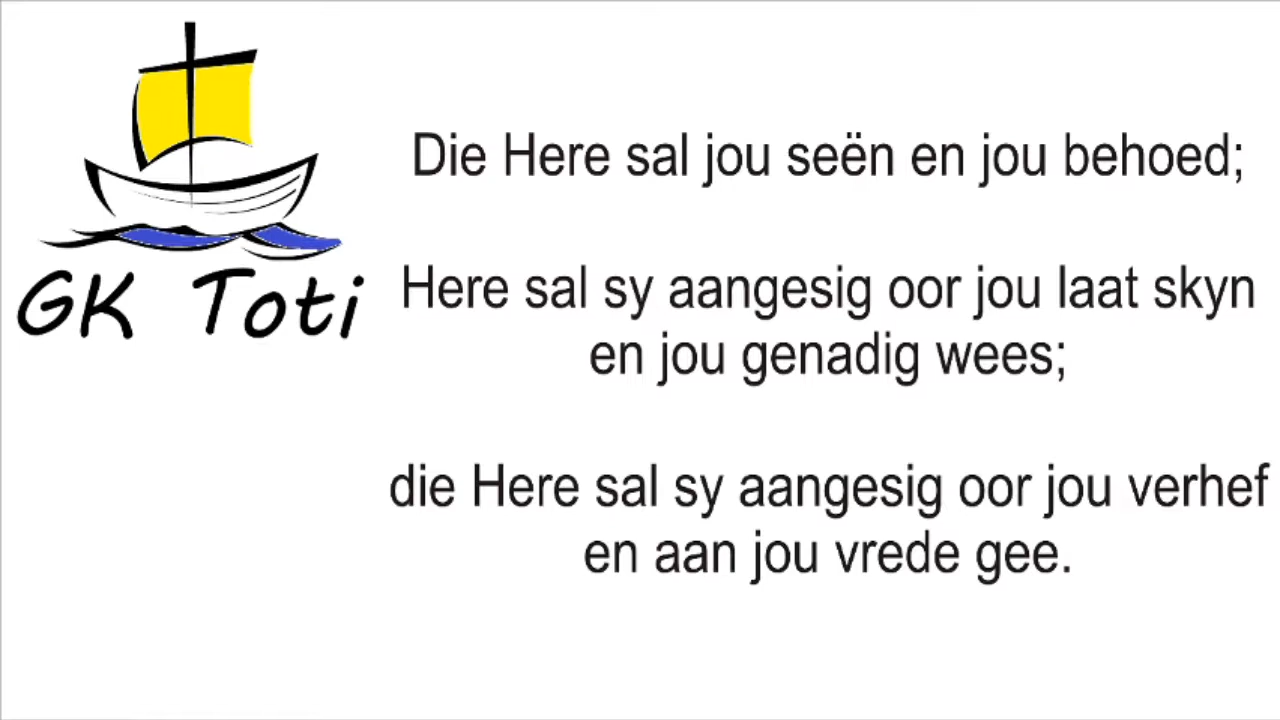 GK Toti
Die Here sal jou seën en jou behoed;
Here sal sy aangesig oor jou laat skyn
en jou genadig wees;
die Here sal sy aangesig oor jou verhef
en aan jou vrede gee.